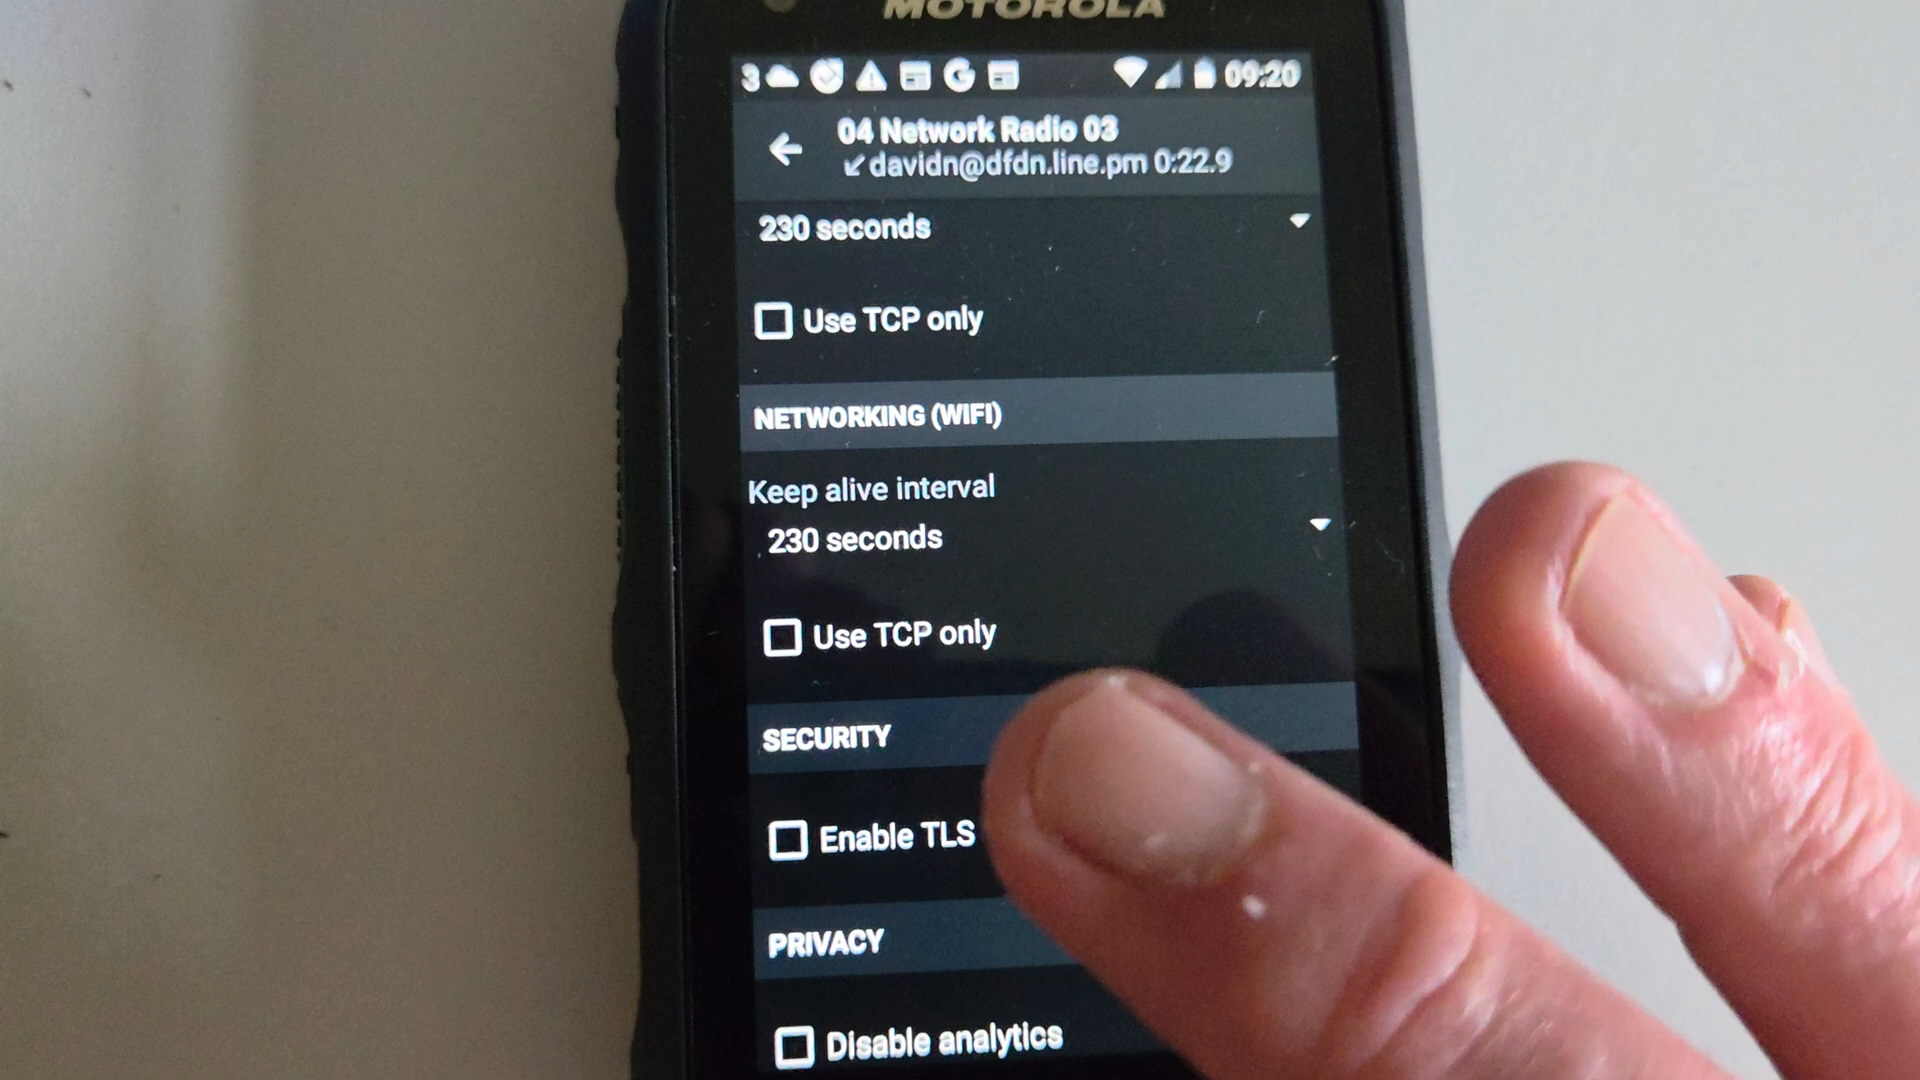 MOTOROLA
3 09:20
04 Network Radio 03
davidn@dfdn.line.pm 0:22.9
230 seconds
Use TCP only
NETWORKING (WIFI)
Keep alive interval
230 seconds
Use TCP only
SECURITY
Enable TLS
PRIVACY
Disable analytics